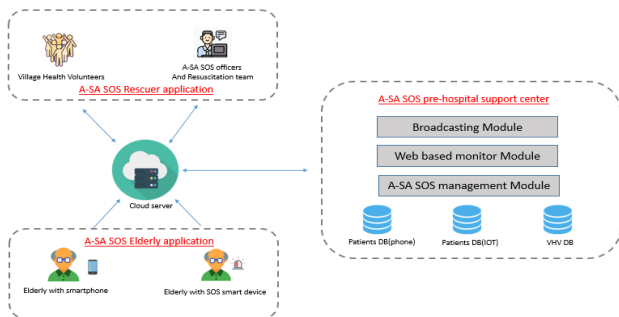 Village Health Volunteers
A-SA SOS officers
And Resuscitation team
A-SA SOS Rescuer application
Cloud server
A-SA SOS Elderly application
Elderly with smartphone
Elderly with SOS smart device
A-SA SOS pre-hospital support center
Broadcasting Module
Web based monitor Module
A-SA SOS management Module
Patients DB(phone)
Patients DB(IOT)
VHV DB